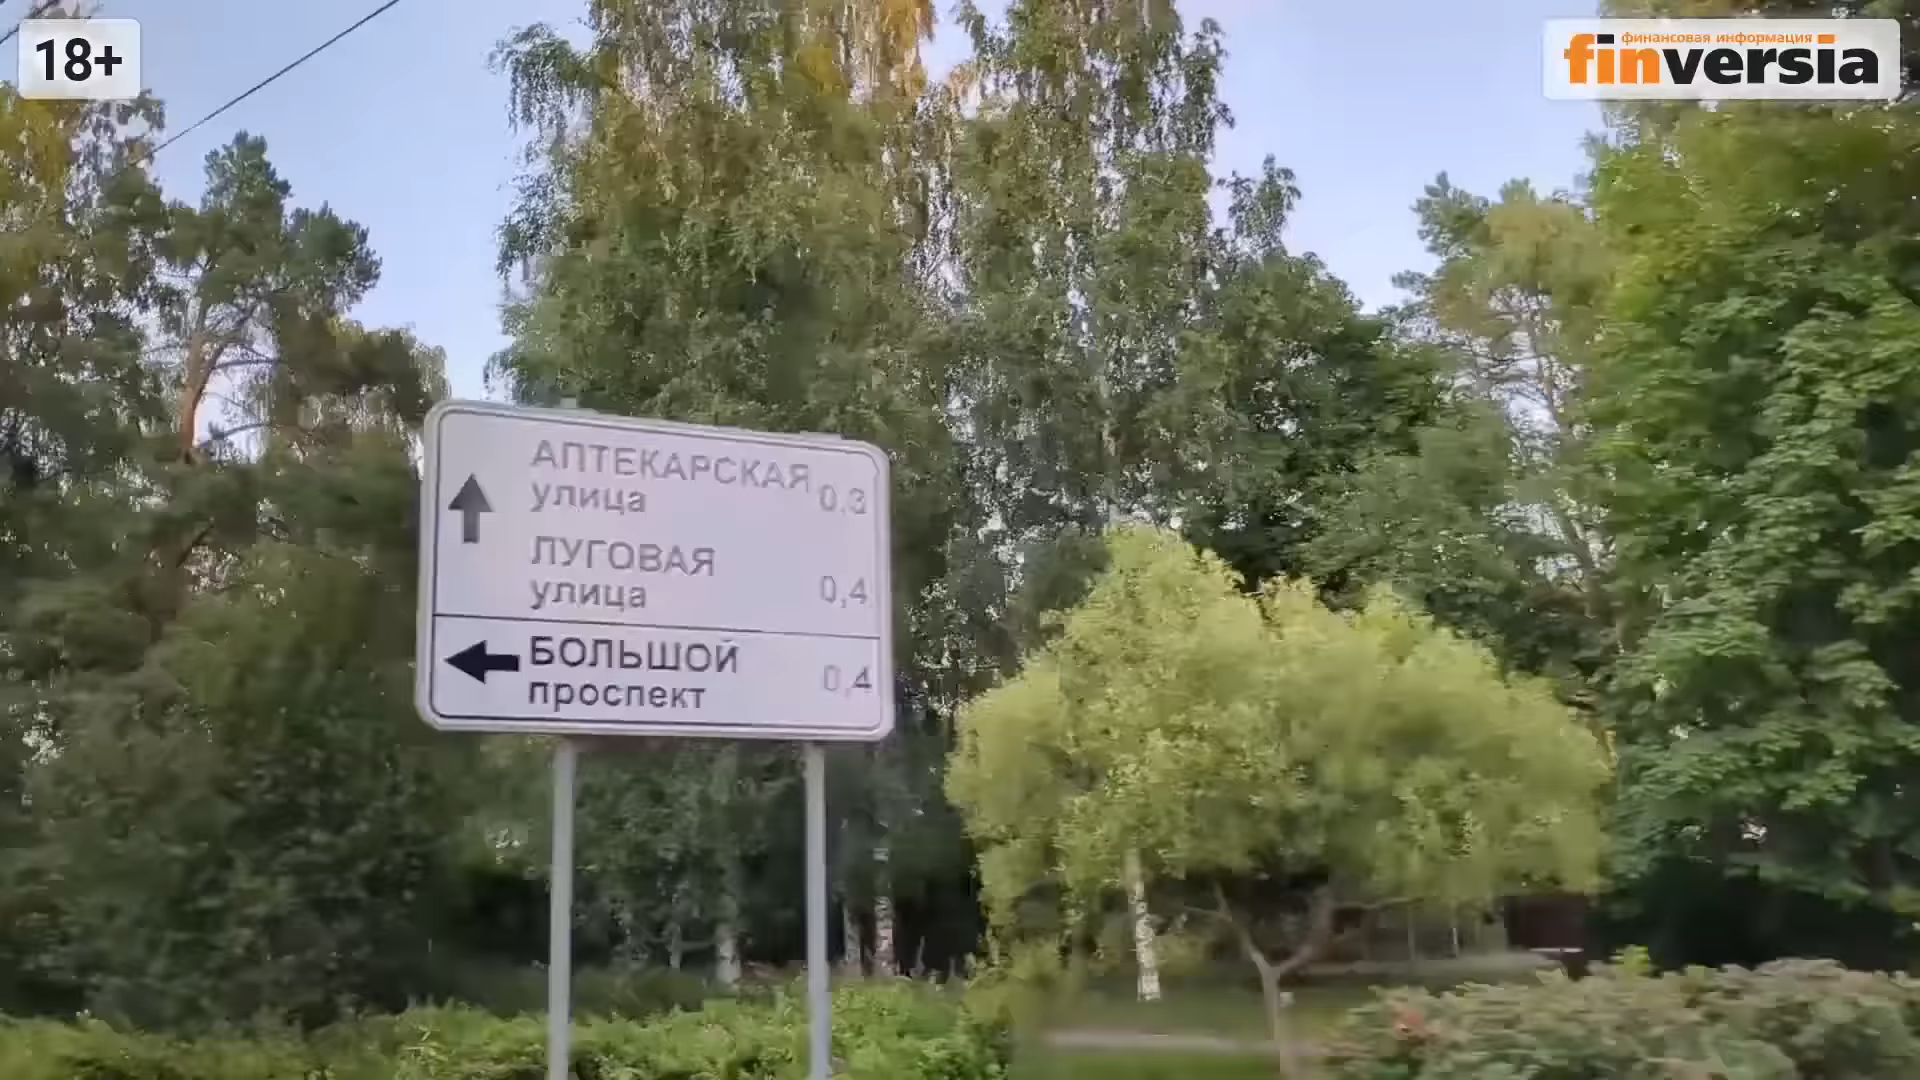 18+
финансовая информация
finversia
АПТЕКАРСКАЯ
улица 0,3
ЛУГОВАЯ
улица 0,4
БОЛЬШОЙ
проспект 0,4